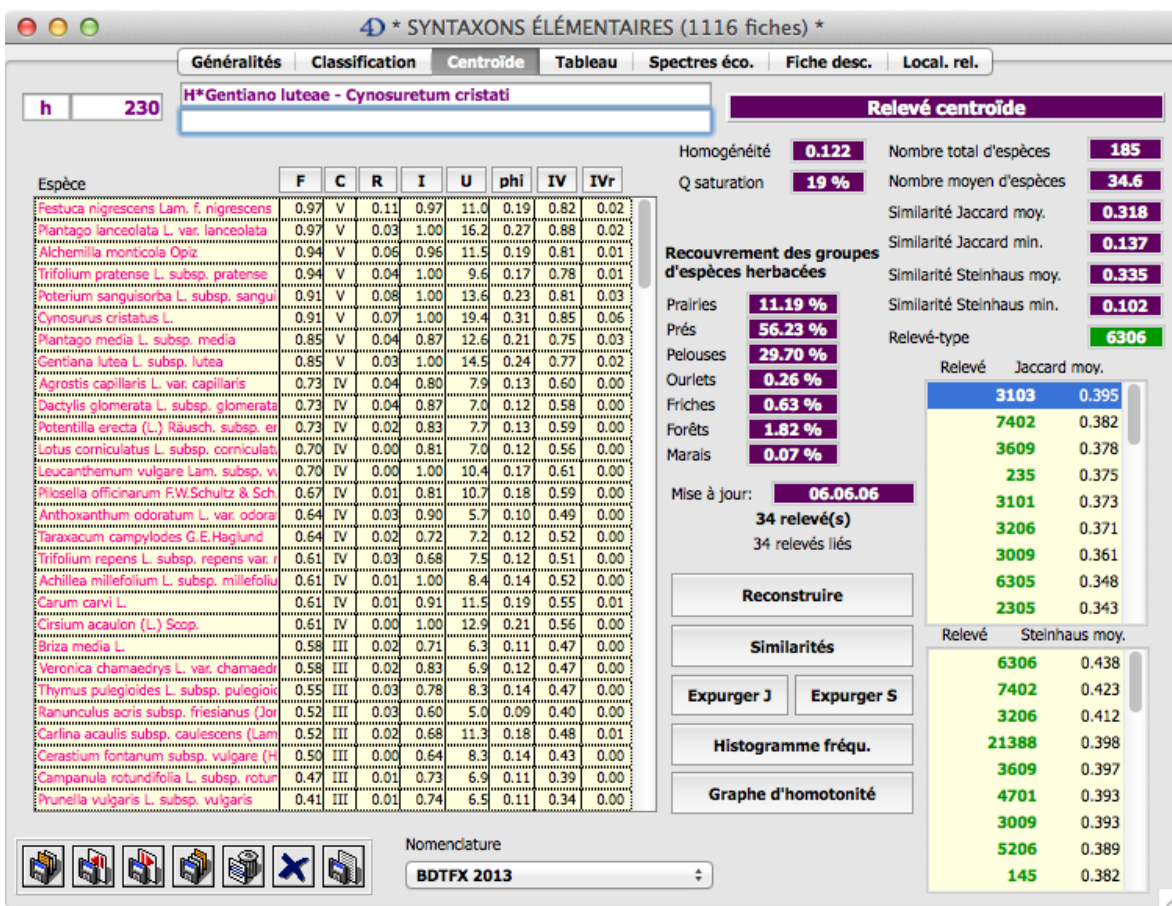 4D * SYNTAXONS ÉLÉMENTAIRES (1116 fiches) *
Généralités Classification Centroïde Tableau Spectres éco. Fiche desc. Local. rel.
h 230 H*Gentiano luteae - Cynosuretum cristati
Relevé centroïde
Espèce F C R I U phi IV IVr
Festuca nigrescens Lam. f. nigrescens 0.97 V 0.11 0.97 11.0 0.19 0.82 0.02
Plantago lanceolata L. var. lanceolata 0.97 V 0.03 1.00 16.2 0.27 0.88 0.02
Alchemilla monticola Opiz 0.94 V 0.06 0.96 11.5 0.19 0.81 0.01
Trifolium pratense L. subsp. pratense 0.94 V 0.04 1.00 9.6 0.17 0.78 0.01
Poterium sanguisorba L. subsp. sangui 0.91 V 0.08 1.00 13.6 0.23 0.81 0.03
Cynosurus cristatus L. 0.91 V 0.07 1.00 19.4 0.31 0.85 0.06
Plantago media L. subsp. media 0.85 V 0.04 0.87 12.6 0.21 0.75 0.03
Gentiana lutea L. subsp. lutea 0.85 V 0.03 1.00 14.5 0.24 0.77 0.02
Agrostis capillaris L. var. capillaris 0.73 IV 0.04 0.80 7.9 0.13 0.60 0.00
Dactylis glomerata L. subsp. glomerata 0.73 IV 0.04 0.87 7.0 0.12 0.58 0.00
Potentilla erecta (L.) Räusch. subsp. er 0.73 IV 0.02 0.83 7.7 0.13 0.59 0.00
Lotus corniculatus L. subsp. corniculat 0.70 IV 0.00 0.81 7.0 0.12 0.56 0.00
Leucanthemum vulgare Lam. subsp. vu 0.70 IV 0.00 1.00 10.4 0.17 0.61 0.00
Pilosella officinarum F.W.Schultz & Sch. 0.67 IV 0.01 0.81 10.7 0.18 0.59 0.00
Anthoxanthum odoratum L. var. odora 0.64 IV 0.03 0.90 5.7 0.10 0.49 0.00
Taraxacum campylodes G.E.Haglund 0.64 IV 0.02 0.72 7.2 0.12 0.52 0.00
Trifolium repens L. subsp. repens var. r 0.61 IV 0.03 0.68 7.5 0.12 0.51 0.00
Achillea millefolium L. subsp. millefoliu 0.61 IV 0.01 1.00 8.4 0.14 0.52 0.00
Carum carvi L. 0.61 IV 0.01 0.91 11.5 0.19 0.55 0.01
Cirsium acaulon (L.) Scop. 0.61 IV 0.00 1.00 12.9 0.21 0.56 0.00
Briza media L. 0.58 III 0.02 0.71 6.3 0.11 0.47 0.00
Veronica chamaedrys L. var. chamaedr 0.58 III 0.02 0.83 6.9 0.12 0.47 0.00
Thymus pulegioides L. subsp. pulegioid 0.55 III 0.03 0.78 8.3 0.14 0.47 0.00
Ranunculus acris subsp. friesianus (Jor 0.52 III 0.03 0.60 5.0 0.09 0.40 0.00
Carlina acaulis subsp. caulescens (Lam 0.52 III 0.02 0.68 11.3 0.18 0.48 0.01
Cerastium fontanum subsp. vulgare (H 0.50 III 0.00 0.64 8.3 0.14 0.43 0.00
Campanula rotundifolia L. subsp. rotun 0.47 III 0.01 0.73 6.9 0.11 0.39 0.00
Prunella vulgaris L. subsp. vulgaris 0.41 III 0.01 0.74 6.5 0.11 0.34 0.00
Nomenclature
BDTFX 2013
Homogénéité 0.122
Q saturation 19 %
Recouvrement des groupes
d'espèces herbacées
Prairies 11.19 %
Prés 56.23 %
Pelouses 29.70 %
Ourlets 0.26 %
Friches 0.63 %
Forêts 1.82 %
Marais 0.07 %
Mise à jour: 06.06.06
34 relevé(s)
34 relevés liés
Reconstruire
Similarités
Expurger J Expurger S
Histogramme fréqu.
Graphe d'homotonité
Nombre total d'espèces 185
Nombre moyen d'espèces 34.6
Similarité Jaccard moy. 0.318
Similarité Jaccard min. 0.137
Similarité Steinhaus moy. 0.335
Similarité Steinhaus min. 0.102
Relevé-type 6306
Relevé Jaccard moy.
3103 0.395
7402 0.382
3609 0.378
235 0.375
3101 0.373
3206 0.371
3009 0.361
6305 0.348
2305 0.343
Relevé Steinhaus moy.
6306 0.438
7402 0.423
3206 0.412
21388 0.398
3609 0.397
4701 0.393
3009 0.393
5206 0.389
145 0.382